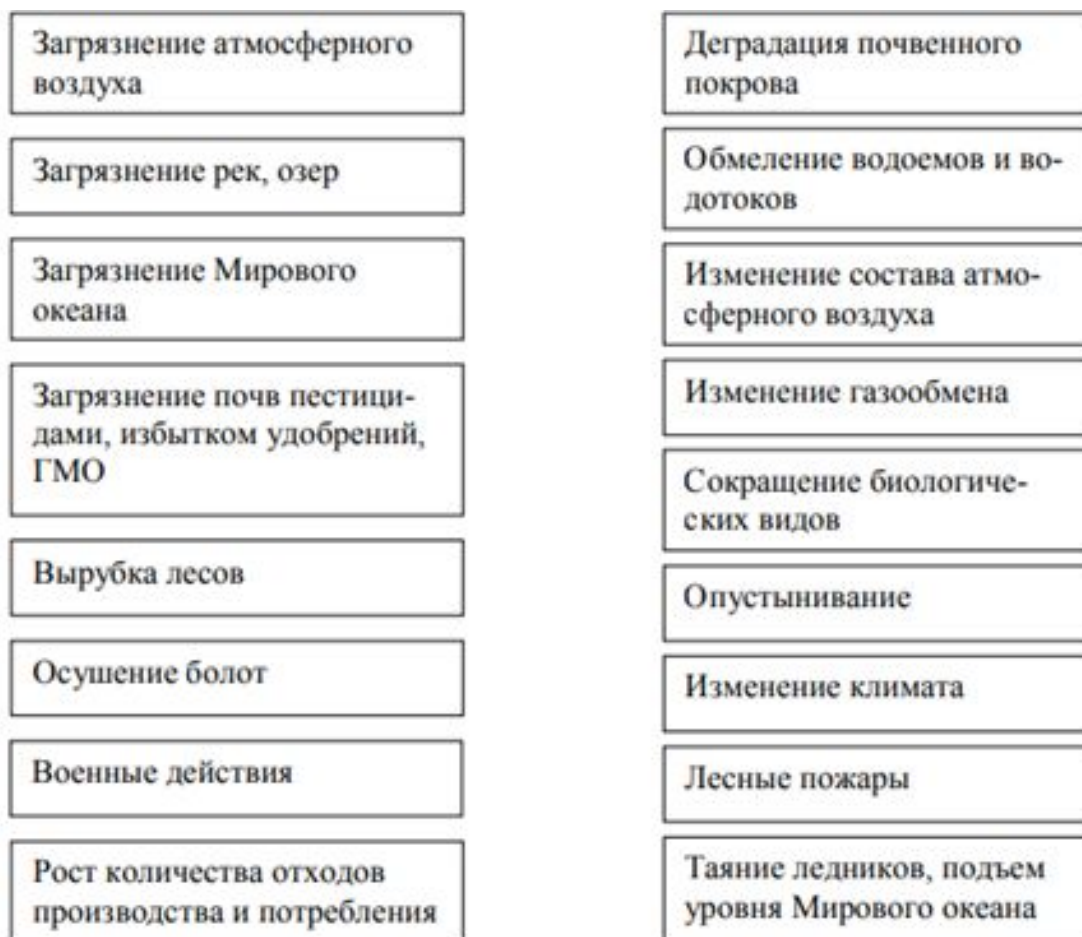 Загрязнение атмосферного
воздуха
Загрязнение рек, озер
Загрязнение Мирового
океана
Загрязнение почв пестици-
дами, избытком удобрений,
ГМО
Вырубка лесов
Осушение болот
Военные действия
Рост количества отходов
производства и потребления
Деградация почвенного
покрова
Обмеление водоемов и во-
дотоков
Изменение состава атмо-
сферного воздуха
Изменение газообмена
Сокращение биологиче-
ских видов
Опустынивание
Изменение климата
Лесные пожары
Таяние ледников, подъем
уровня Мирового океана